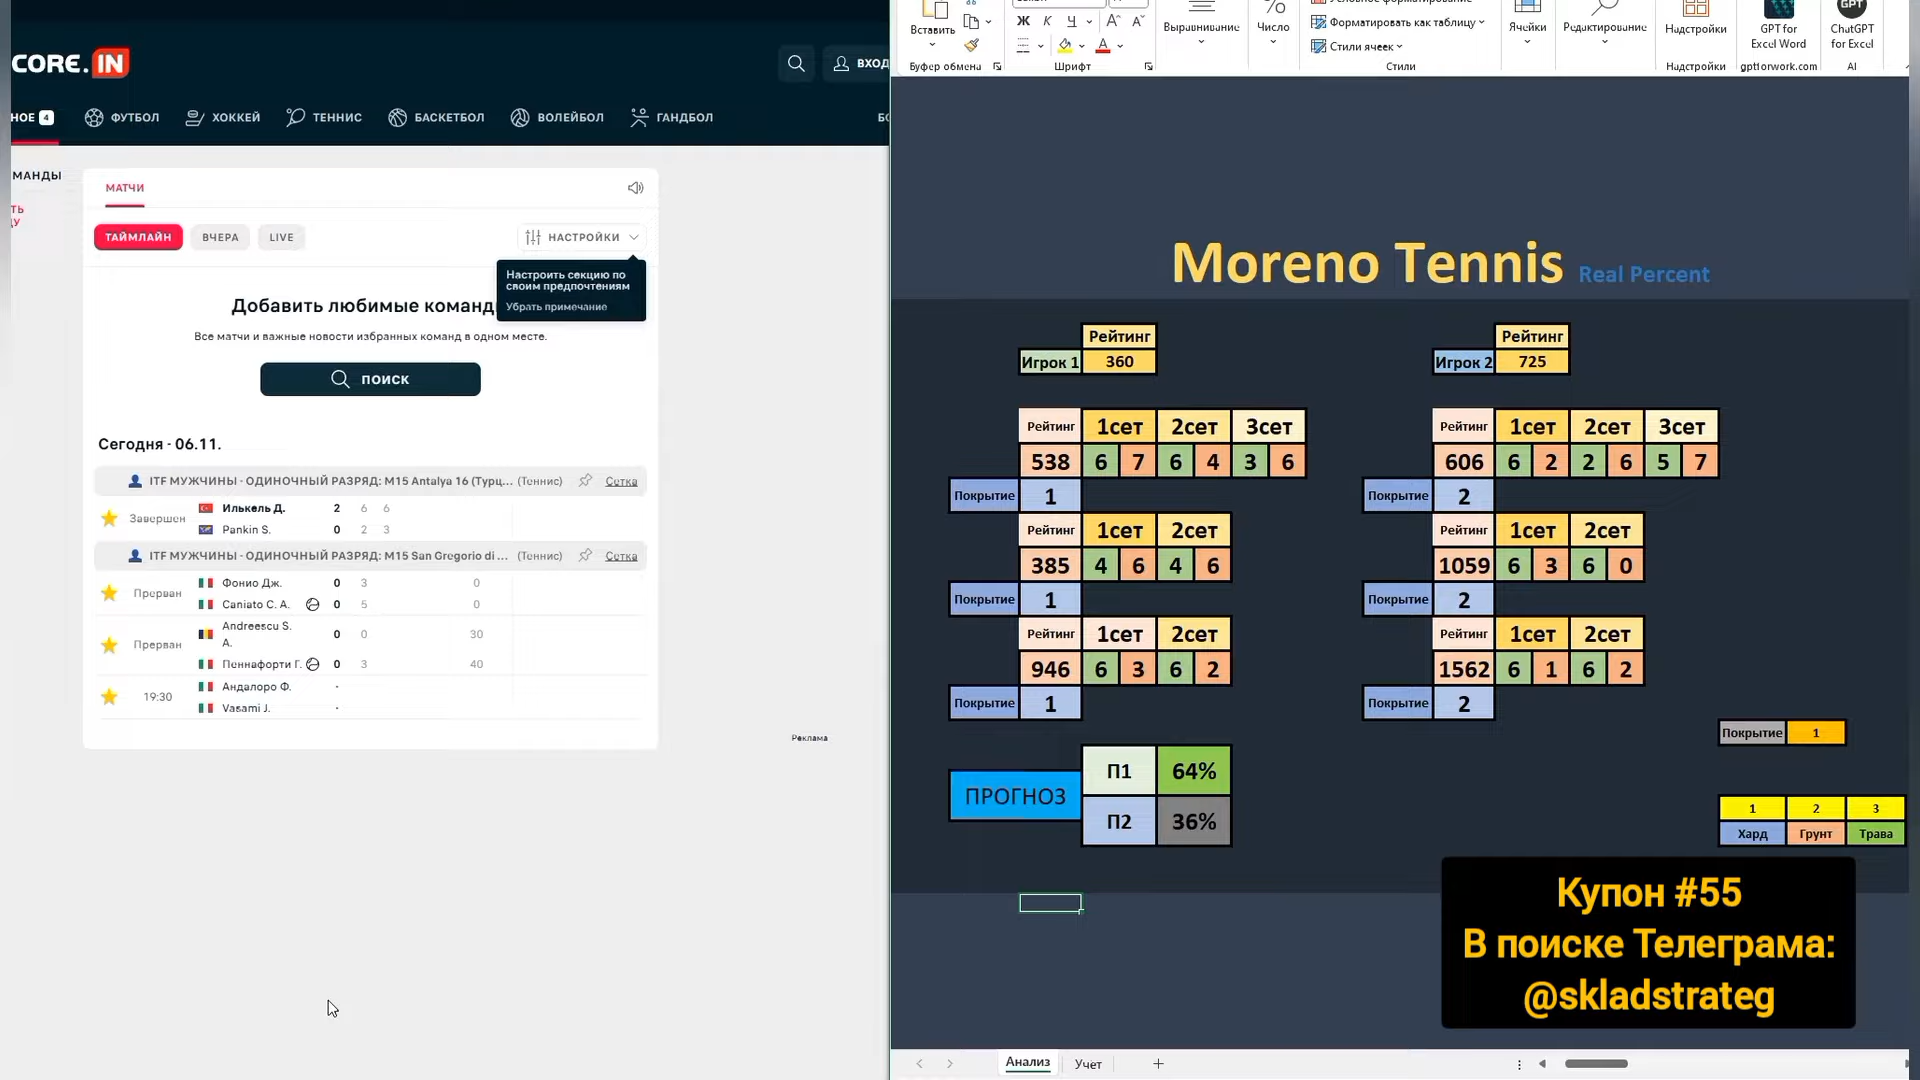 CORE.IN
ВХОД
НОЕ 4
ФУТБОЛ
ХОККЕЙ
ТЕННИС
БАСКЕТБОЛ
ВОЛЕЙБОЛ
ГАНДБОЛ
БО
МАНДЫ
ТЬ
ДУ
МАТЧИ
ТАЙМЛАЙН
ВЧЕРА
LIVE
НАСТРОЙКИ
Настроить секцию по
своим предпочтениям
Убрать примечание
Добавить любимые команд
Все матчи и важные новости избранных команд в одном месте.
ПОИСК
Сегодня - 06.11.
ITF МУЖЧИНЫ - ОДИНОЧНЫЙ РАЗРЯД: M15 Antalya 16 (Турц... (Теннис) Сетка
Завершен
Илькель Д. 2 6 6
Pankin S. 0 2 3
ITF МУЖЧИНЫ - ОДИНОЧНЫЙ РАЗРЯД: M15 San Gregorio di ... (Теннис) Сетка
Прерван
Фонио Дж. 0 3 0
Caniato C. A. 0 5 0
Прерван
Andreescu S.
A. 0 0 30
Пеннафорти Г. 0 3 40
19:30
Андалоро Ф. -
Vasami J. -
Реклама
Вставить
Буфер обмена
Ж К Ч A A
A
Шрифт
Выравнивание
Число
%
Форматировать как таблицу
Стили ячеек
Стили
Ячейки
Редактирование
Надстройки
Надстройки
GPT for
Excel Word
gptforwork.com
GPT
ChatGPT
for Excel
AI
Moreno Tennis Real Percent
Рейтинг
Игрок 1 360
Рейтинг 1сет 2сет 3сет
538 6 7 6 4 3 6
Покрытие 1
Рейтинг 1сет 2сет
385 4 6 4 6
Покрытие 1
Рейтинг 1сет 2сет
946 6 3 6 2
Покрытие 1
ПРОГНОЗ
П1 64%
П2 36%
Рейтинг
Игрок 2 725
Рейтинг 1сет 2сет 3сет
606 6 2 2 6 5 7
Покрытие 2
Рейтинг 1сет 2сет
1059 6 3 6 0
Покрытие 2
Рейтинг 1сет 2сет
1562 6 1 6 2
Покрытие 2
Покрытие 1
1 2 3
Хард Грунт Трава
Купон #55
В поиске Телеграма:
@skladstrateg
Анализ Учет